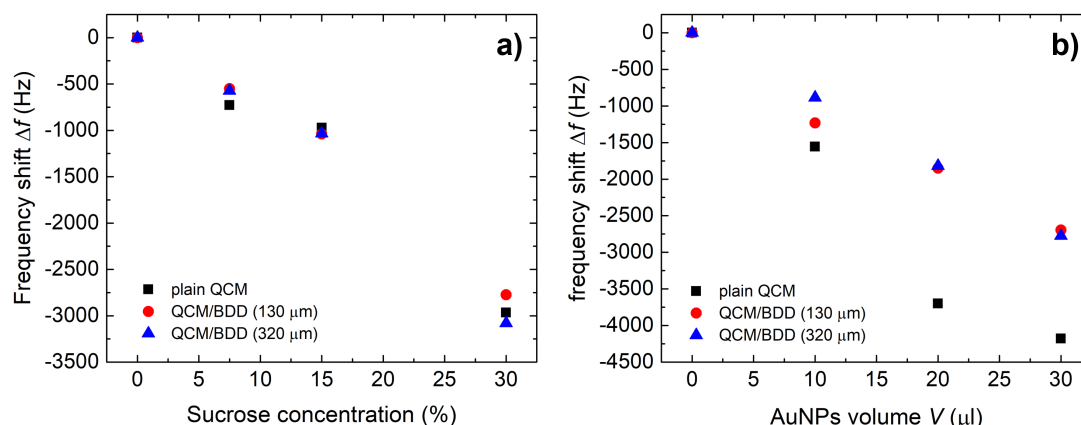 a)
Frequency shift Δf (Hz)
0
-500
-1000
-1500
-2000
-2500
-3000
-3500
plain QCM
QCM/BDD (130 μm)
QCM/BDD (320 μm)
0 5 10 15 20 25 30
Sucrose concentration (%)
b)
frequency shift Δf (Hz)
0
-500
-1000
-1500
-2000
-2500
-3000
-3500
-4000
-4500
plain QCM
QCM/BDD (130 μm)
QCM/BDD (320 μm)
0 5 10 15 20 25 30
AuNPs volume V (μl)